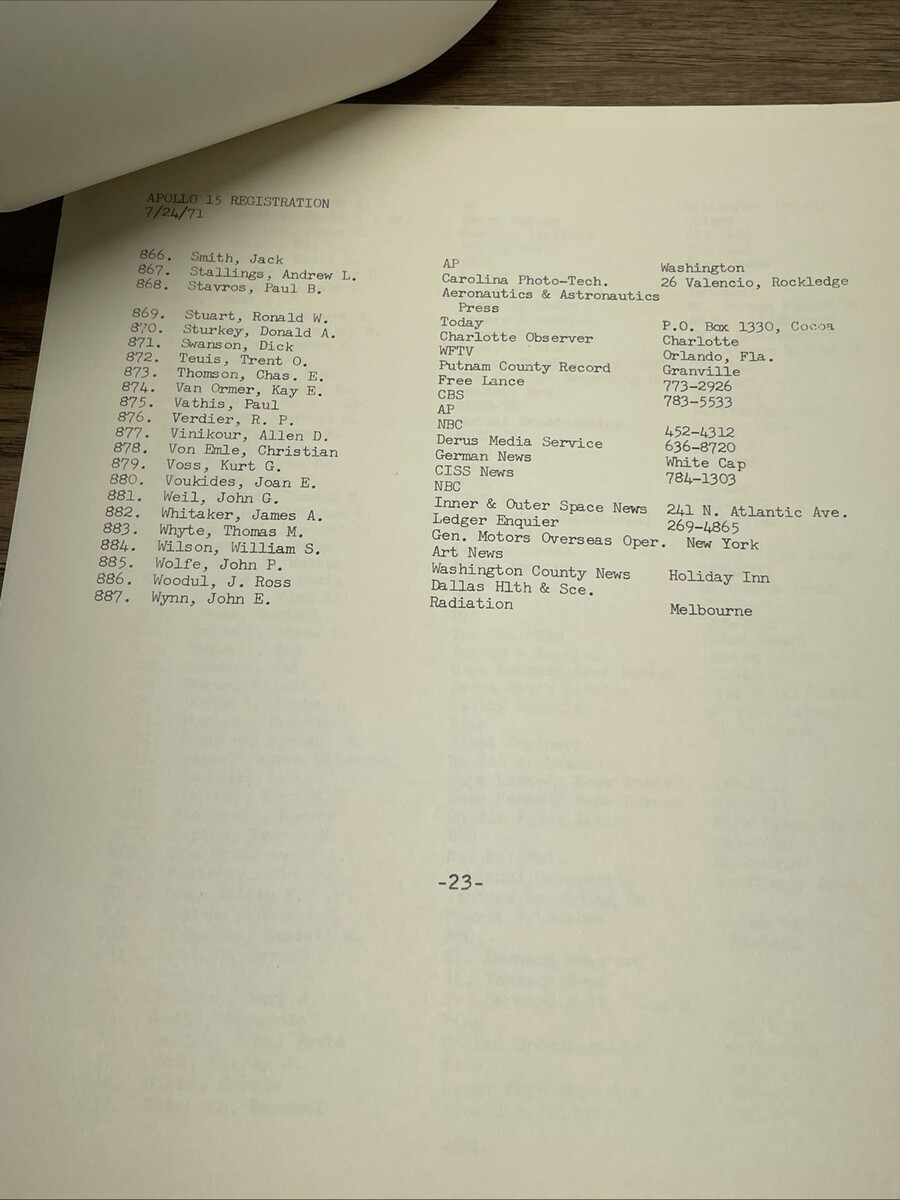 APOLLO 15 REGISTRATION
7/24/71
866. Smith, Jack AP Washington
867. Stallings, Andrew L. Carolina Photo-Tech. 26 Valencio, Rockledge
868. Stavros, Paul B. Aeronautics & Astronautics
Press
869. Stuart, Ronald W. Today P.O. Box 1330, Cocoa
870. Sturkey, Donald A. Charlotte Observer Charlotte
871. Swanson, Dick WFTV Orlando, Fla.
872. Teuis, Trent O. Putnam County Record Granville
873. Thomson, Chas. E. Free Lance 773-2926
874. Van Ormer, Kay E. CBS 783-5533
875. Vathis, Paul AP
876. Verdier, R. P. NBC 452-4312
877. Vinikour, Allen D. Derus Media Service 636-8720
878. Von Emle, Christian German News White Cap
879. Voss, Kurt G. CISS News 784-1303
880. Voukides, Joan E. NBC
881. Weil, John G. Inner & Outer Space News 241 N. Atlantic Ave.
882. Whitaker, James A. Ledger Enquier 269-4865
883. Whyte, Thomas M. Gen. Motors Overseas Oper. New York
884. Wilson, William S. Art News
885. Wolfe, John P. Washington County News Holiday Inn
886. Woodul, J. Ross Dallas Hlth & Sce.
887. Wynn, John E. Radiation Melbourne
-23-